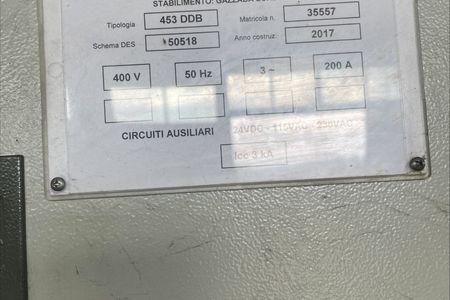 STABILIMENTO: GAZZADA
Tipologia 453 DDB Matricola n. 35557
Schema DES 50518 Anno costruz. 2017
400 V 50 Hz 3 ~ 200 A
CIRCUITI AUSILIARI 24VDC - 115VAC - 230VAC
Icc 3 kA